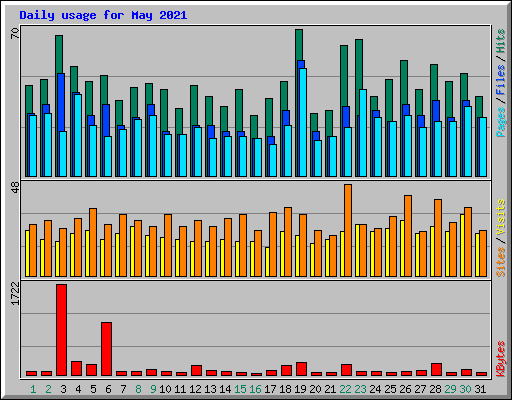 Daily usage for May 2021
70
Pages / Files / Hits
48
Sites / Visits
1722
KBytes
1 2 3 4 5 6 7 8 9 10 11 12 13 14 15 16 17 18 19 20 21 22 23 24 25 26 27 28 29 30 31